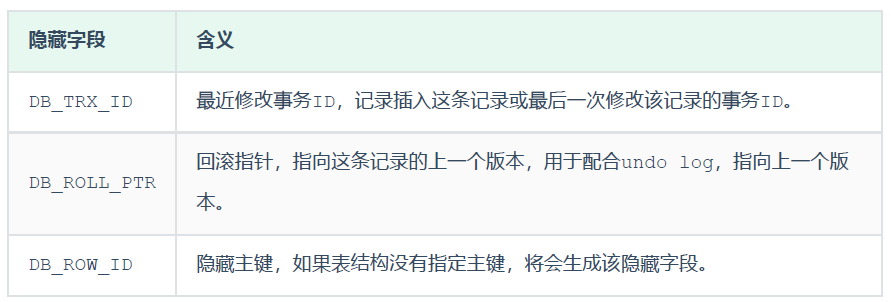 隐藏字段 含义
DB_TRX_ID 最近修改事务ID，记录插入这条记录或最后一次修改该记录的事务ID。
回滚指针，指向这条记录的上一个版本，用于配合undo log，指向上一个版
DB_ROLL_PTR
本。
DB_ROW_ID 隐藏主键，如果表结构没有指定主键，将会生成该隐藏字段。